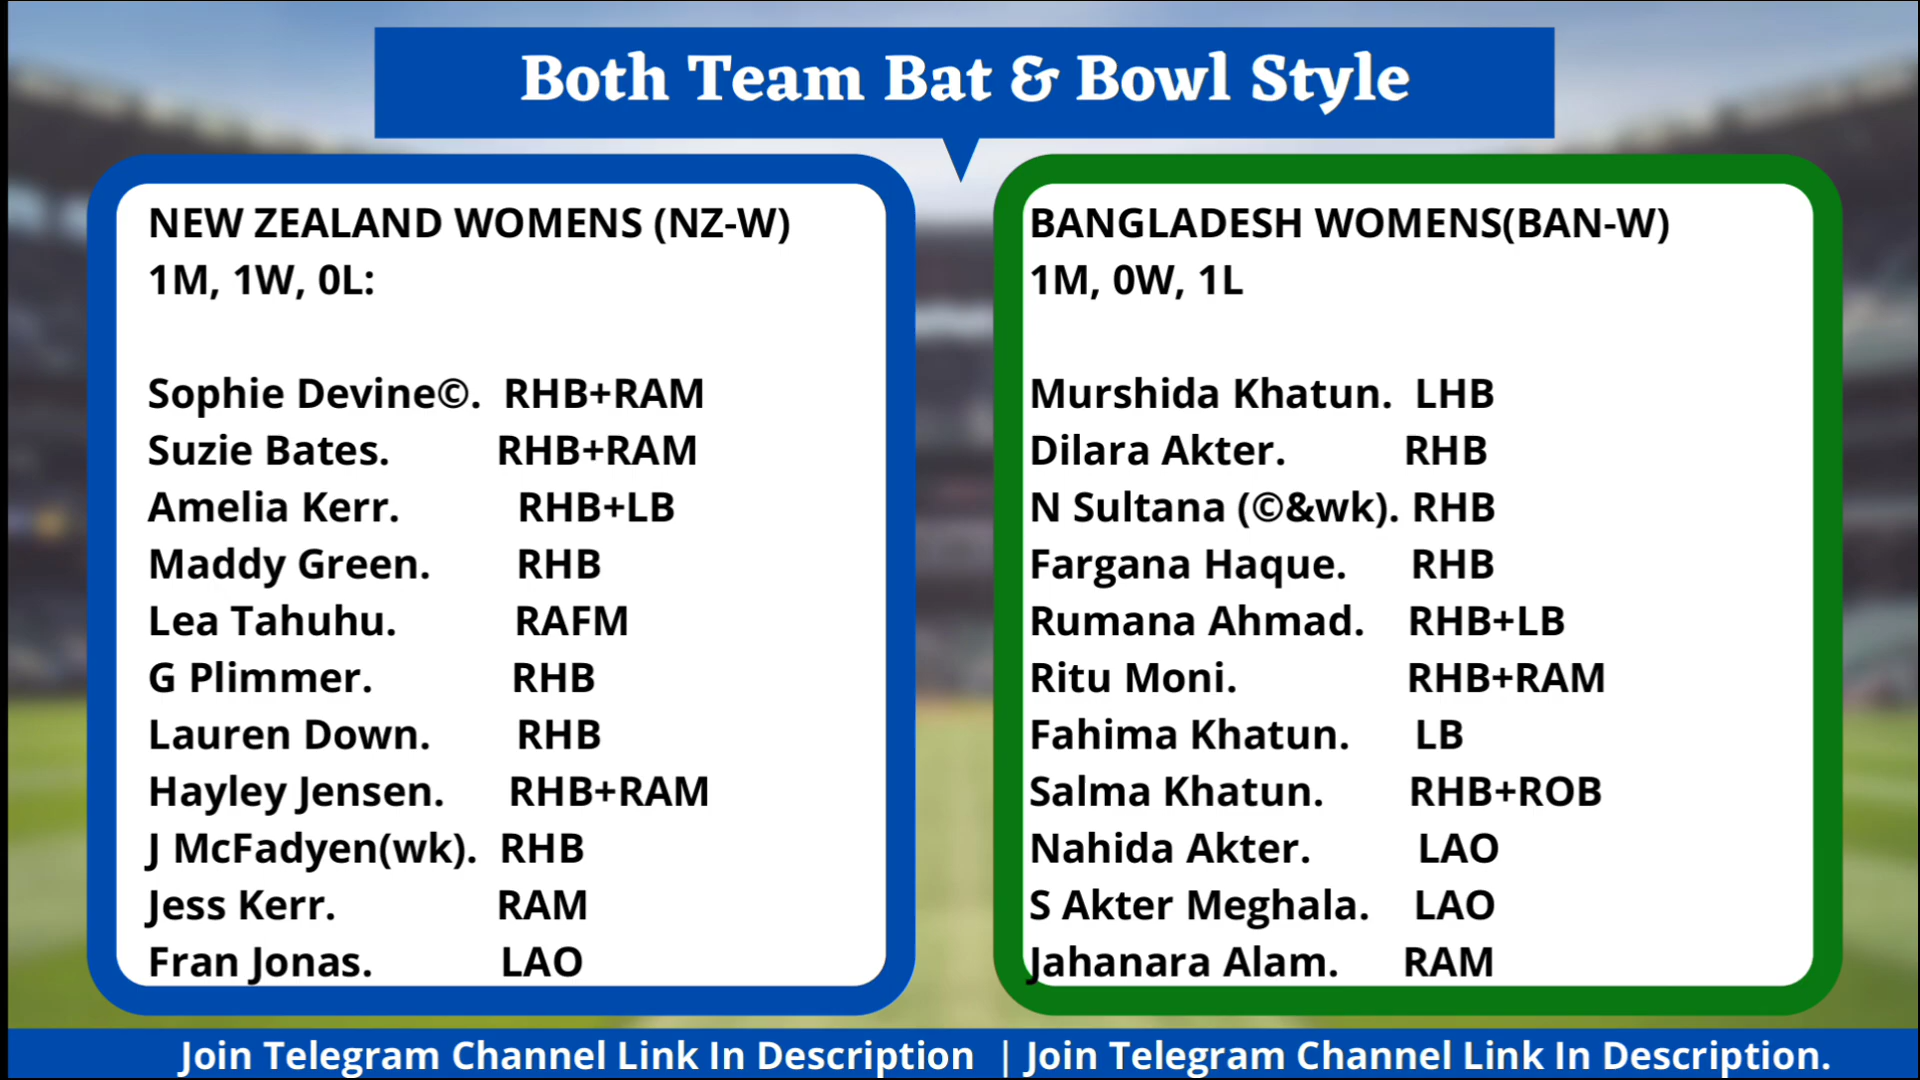 Both Team Bat & Bowl Style
NEW ZEALAND WOMENS (NZ-W)
1M, 1W, 0L:
Sophie Devine©. RHB+RAM
Suzie Bates. RHB+RAM
Amelia Kerr. RHB+LB
Maddy Green. RHB
Lea Tahuhu. RAFM
G Plimmer. RHB
Lauren Down. RHB
Hayley Jensen. RHB+RAM
J McFadyen(wk). RHB
Jess Kerr. RAM
Fran Jonas. LAO
BANGLADESH WOMENS(BAN-W)
1M, 0W, 1L
Murshida Khatun. LHB
Dilara Akter. RHB
N Sultana (©&wk). RHB
Fargana Haque. RHB
Rumana Ahmad. RHB+LB
Ritu Moni. RHB+RAM
Fahima Khatun. LB
Salma Khatun. RHB+ROB
Nahida Akter. LAO
S Akter Meghala. LAO
Jahanara Alam. RAM
Join Telegram Channel Link In Description | Join Telegram Channel Link In Description.